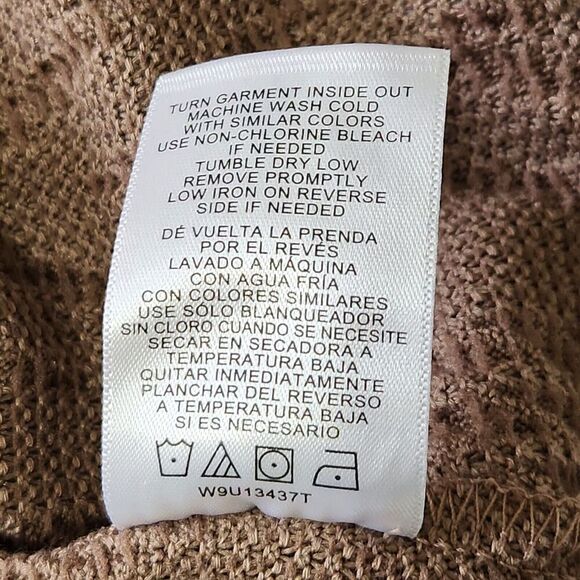 TURN GARMENT INSIDE OUT
MACHINE WASH COLD
WITH SIMILAR COLORS
USE NON-CHLORINE BLEACH
IF NEEDED
TUMBLE DRY LOW
REMOVE PROMPTLY
LOW IRON ON REVERSE
SIDE IF NEEDED
DÉ VUELTA LA PRENDA
POR EL REVÉS
LAVADO A MÁQUINA
CON AGUA FRÍA
CON COLORES SIMILARES
USE SÓLO BLANQUEADOR
SIN CLORO CUANDO SE NECESITE
SECAR EN SECADORA A
TEMPERATURA BAJA
QUITAR INMEDIATAMENTE
PLANCHAR DEL REVERSO
A TEMPERATURA BAJA
SI ES NECESARIO
W9U13437T